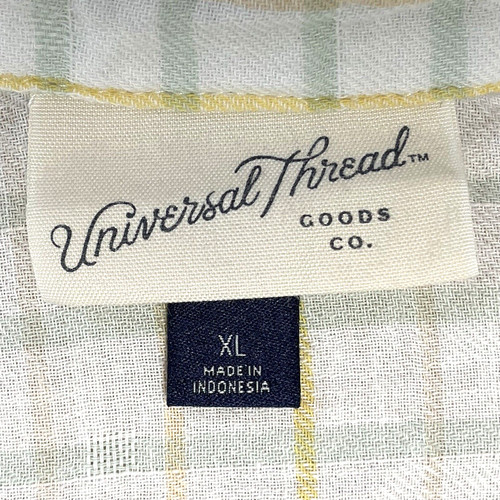 Universal Thread™
GOODS
CO.
XL
MADE IN
INDONESIA